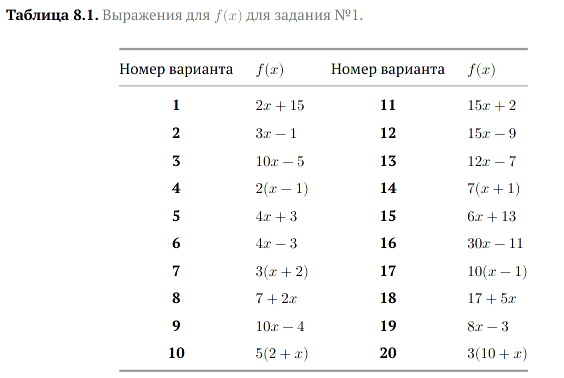 Таблица 8.1. Выражения для f(x) для задания №1.
Номер варианта f(x) Номер варианта f(x)
1 2x + 15 11 15x + 2
2 3x − 1 12 15x − 9
3 10x − 5 13 12x − 7
4 2(x − 1) 14 7(x + 1)
5 4x + 3 15 6x + 13
6 4x − 3 16 30x − 11
7 3(x + 2) 17 10(x − 1)
8 7 + 2x 18 17 + 5x
9 10x − 4 19 8x − 3
10 5(2 + x) 20 3(10 + x)